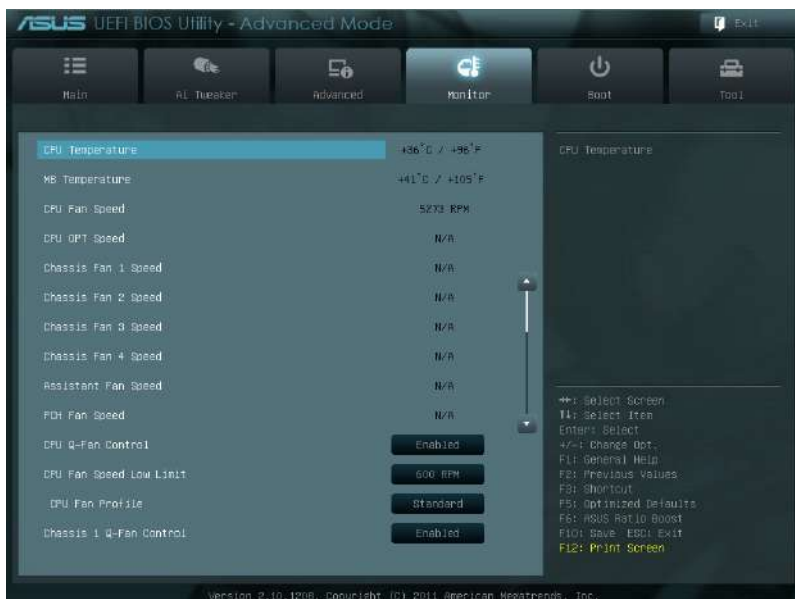 ASUS UEFI BIOS Utility - Advanced Mode
Exit
Main
Ai Tweaker
Advanced
Monitor
Boot
Tool
CPU Temperature +36°C / +96°F
CPU Temperature
MB Temperature +41°C / +105°F
CPU Fan Speed 5273 RPM
CPU OPT Speed N/A
Chassis Fan 1 Speed N/A
Chassis Fan 2 Speed N/A
Chassis Fan 3 Speed N/A
Chassis Fan 4 Speed N/A
Assistant Fan Speed N/A
PCH Fan Speed N/A
CPU Q-Fan Control Enabled
CPU Fan Speed Low Limit 600 RPM
CPU Fan Profile Standard
Chassis 1 Q-Fan Control Enabled
→←: Select Screen
↑↓: Select Item
Enter: Select
+/-: Change Opt.
F1: General Help
F2: Previous Values
F3: Shortcut
F5: Optimized Defaults
F6: ASUS Ratio Boost
F10: Save ESC: Exit
F12: Print Screen
Version 2.10.1208. Copyright (C) 2011 American Megatrends, Inc.